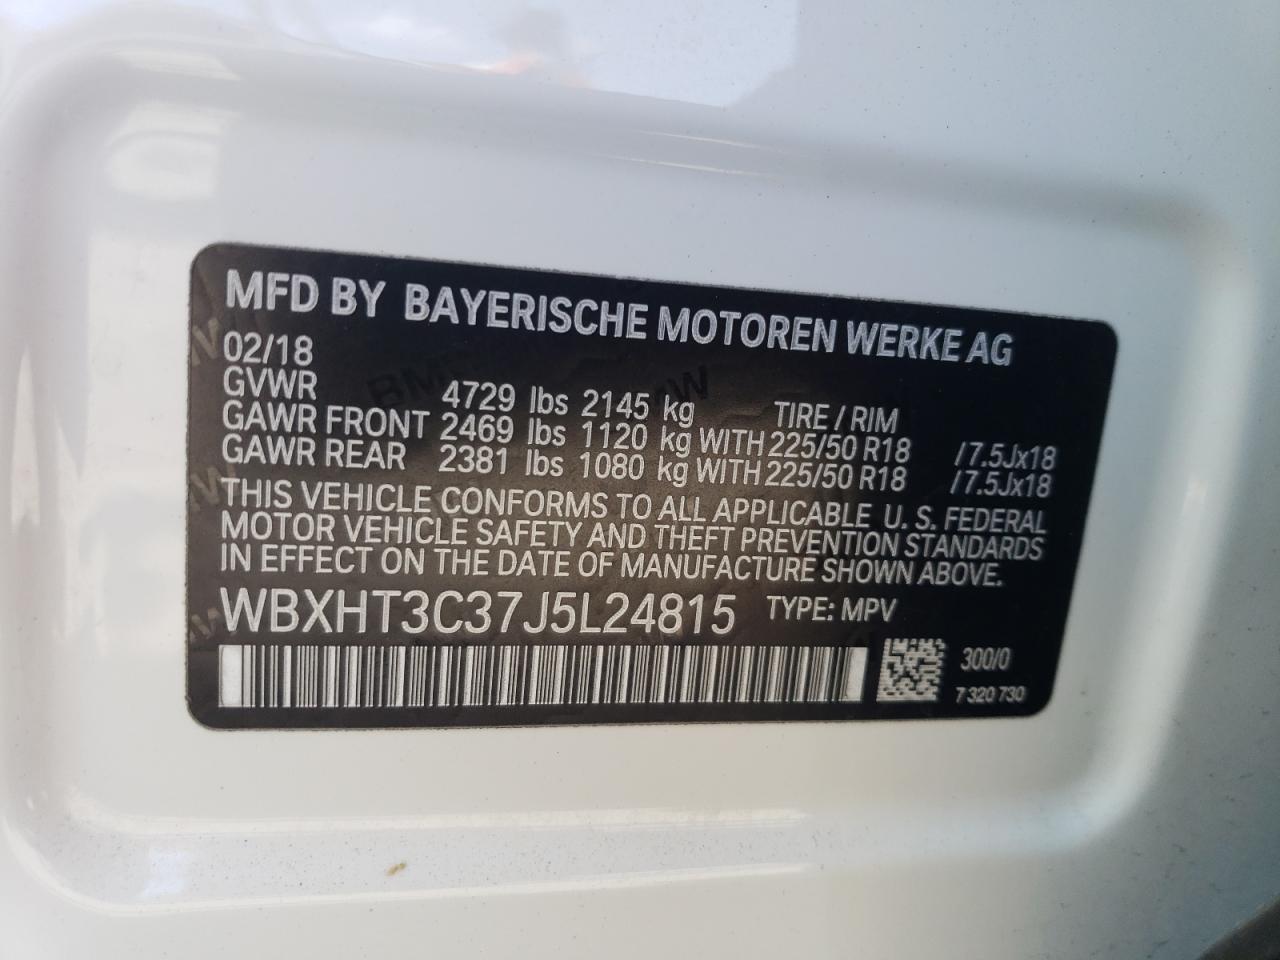 MFD BY BAYERISCHE MOTOREN WERKE AG
02/18
GVWR 4729 lbs 2145 kg TIRE / RIM
GAWR FRONT 2469 lbs 1120 kg WITH 225/50 R18 /7.5Jx18
GAWR REAR 2381 lbs 1080 kg WITH 225/50 R18 /7.5Jx18
THIS VEHICLE CONFORMS TO ALL APPLICABLE U. S. FEDERAL
MOTOR VEHICLE SAFETY AND THEFT PREVENTION STANDARDS
IN EFFECT ON THE DATE OF MANUFACTURE SHOWN ABOVE.
WBXHT3C37J5L24815 TYPE: MPV
300/0
7 320 730